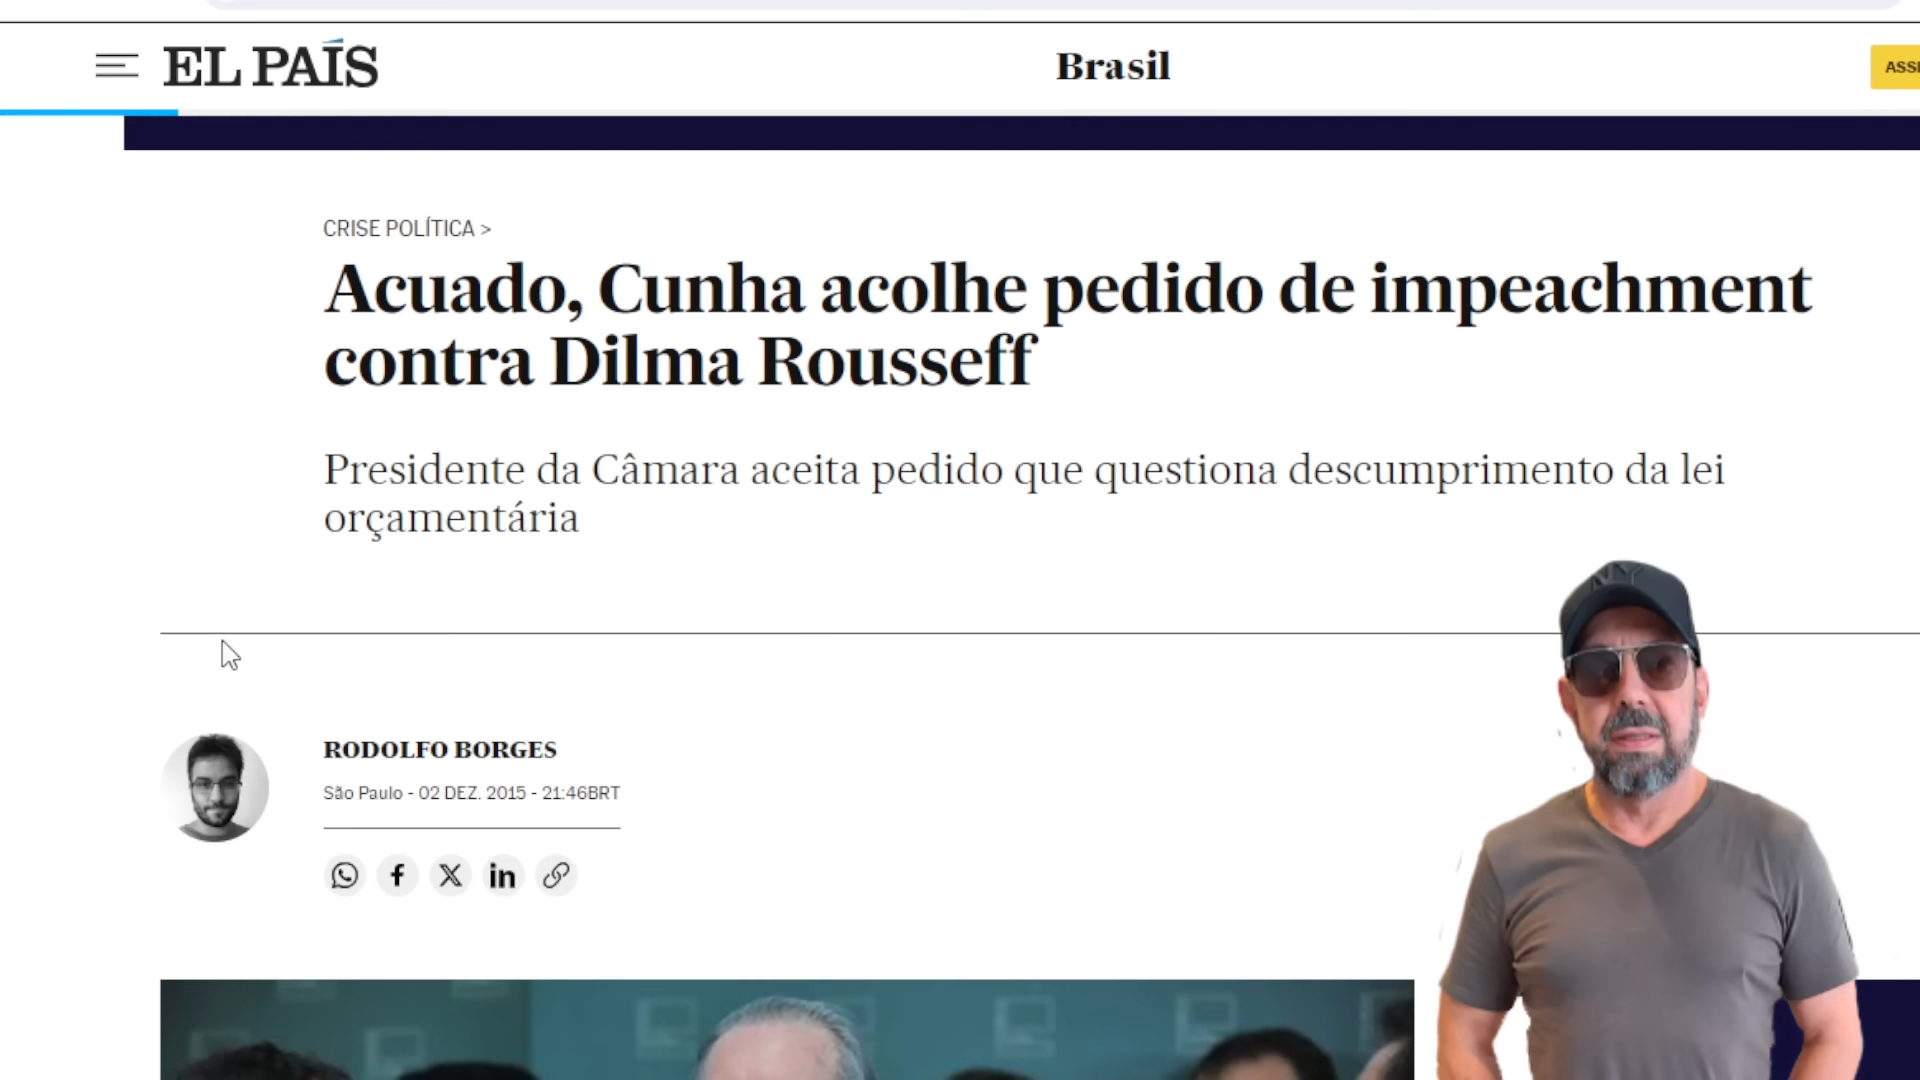 EL PAÍS
Brasil
CRISE POLÍTICA >
Acuado, Cunha acolhe pedido de impeachment
contra Dilma Rousseff
Presidente da Câmara aceita pedido que questiona descumprimento da lei
orçamentária
RODOLFO BORGES
São Paulo - 02 DEZ. 2015 - 21:46BRT